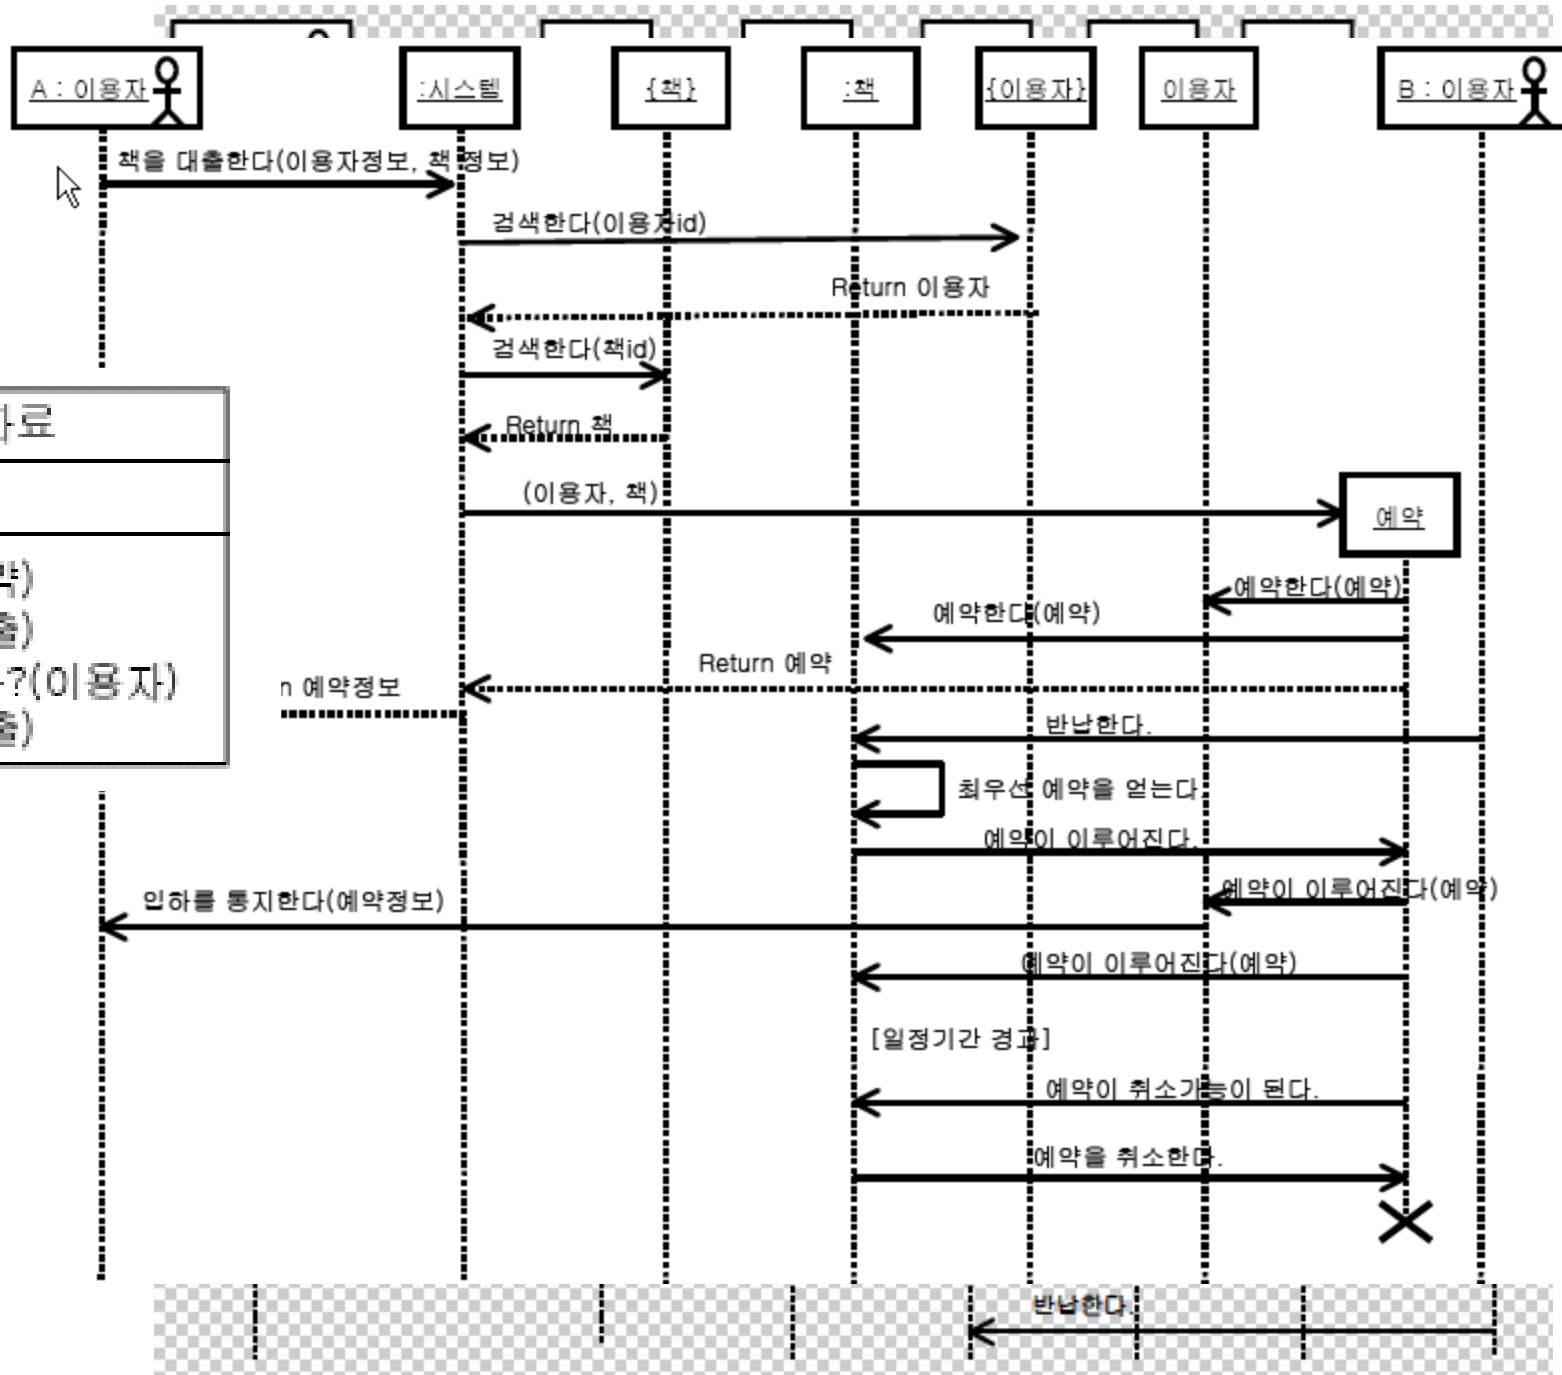 A : 이용자
:시스템
{책}
:책
{이용자}
이용자
B : 이용자
책을 대출한다(이용자정보, 책 정보)
검색한다(이용자id)
Return 이용자
검색한다(책id)
Return 책
(이용자, 책)
예약
예약한다(예약)
예약한다(예약)
Return 예약
n 예약정보
?(이용자)
반납한다.
최우선 예약을 얻는다.
예약이 이루어진다.
예약이 이루어진다(예약)
입하를 통지한다(예약정보)
예약이 이루어진다(예약)
[일정기간 경과]
예약이 취소가능이 된다.
예약을 취소한다.
반납한다.